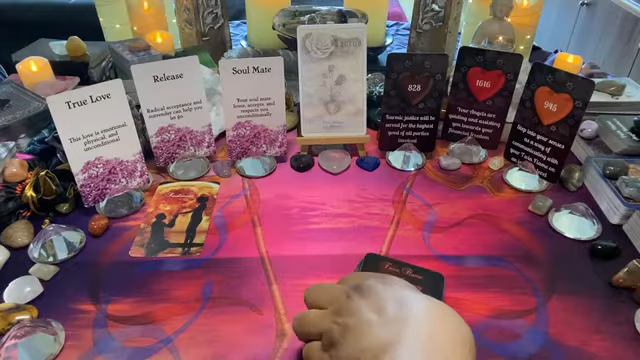 True Love
This love is emotional,
physical, and
unconditional
Release
Radical acceptance and
surrender can help you
let go.
Soul Mate
Your soul mate
loves, accepts, and
respects you
unconditionally
828
Karmic justice will be
served for the highest
good of all parties
involved
1616
Your Angels are
guiding and assisting
you towards your
financial freedom
945
Step into your senses
as a way of
communicating with
your Twin Flame
Twin Flame